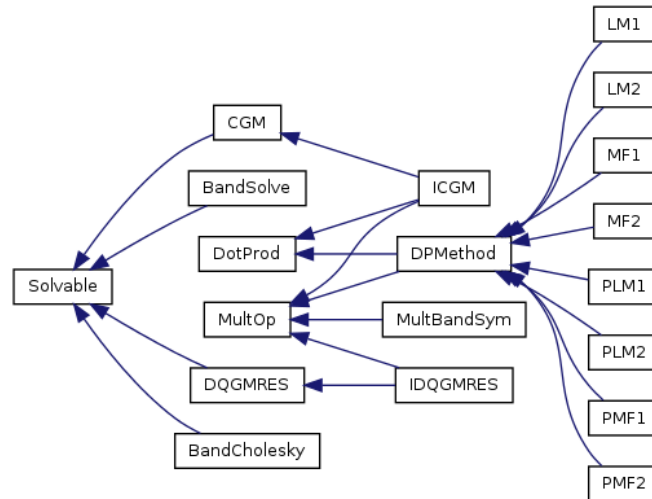 LM1
LM2
CGM
MF1
BandSolve
ICGM
MF2
DotProd
DPMethod
Solvable
PLM1
MultOp
MultBandSym
PLM2
DQGMRES
IDQGMRES
PMF1
BandCholesky
PMF2